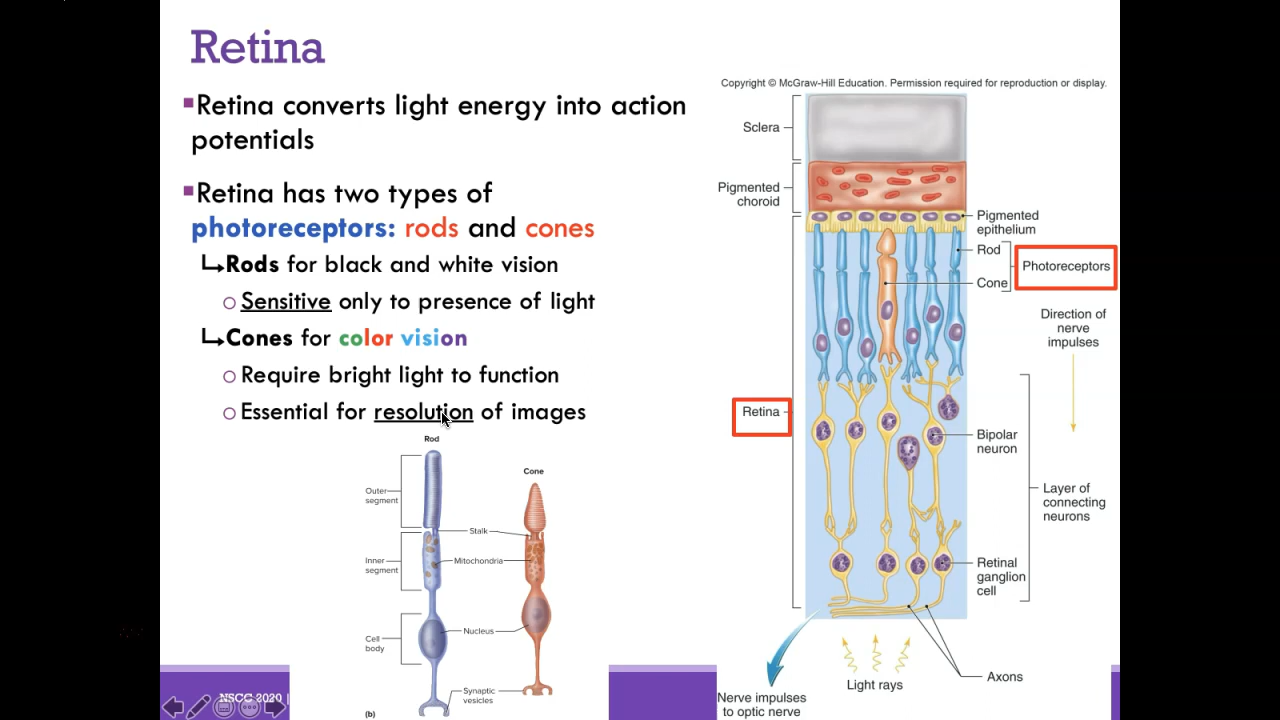 Retina
▪Retina converts light energy into action
potentials
▪Retina has two types of
photoreceptors: rods and cones
↳Rods for black and white vision
○ Sensitive only to presence of light
↳Cones for color vision
○ Require bright light to function
○ Essential for resolution of images
Rod
Cone
Outer
segment
Stalk
Inner
segment
Mitochondria
Cell
body
Nucleus
Synaptic
vesicles
(b)
NSCC 2020 |
Copyright © McGraw-Hill Education. Permission required for reproduction or display.
Sclera
Pigmented
choroid
Pigmented
epithelium
Rod
Cone
Photoreceptors
Direction of
nerve
impulses
Retina
Bipolar
neuron
Layer of
connecting
neurons
Retinal
ganglion
cell
Axons
Light rays
Nerve impulses
to optic nerve